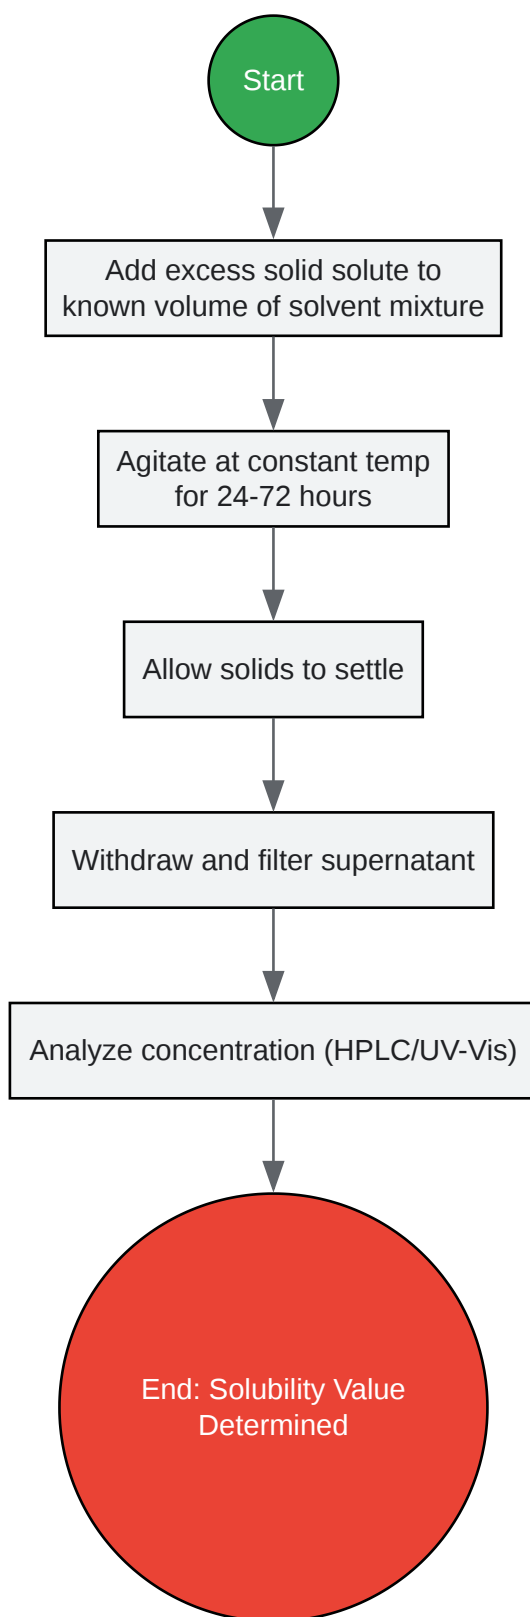 Start
Add excess solid solute to
known volume of solvent mixture
Agitate at constant temp
for 24-72 hours
Allow solids to settle
Withdraw and filter supernatant
Analyze concentration (HPLC/UV-Vis)
End: Solubility Value
Determined